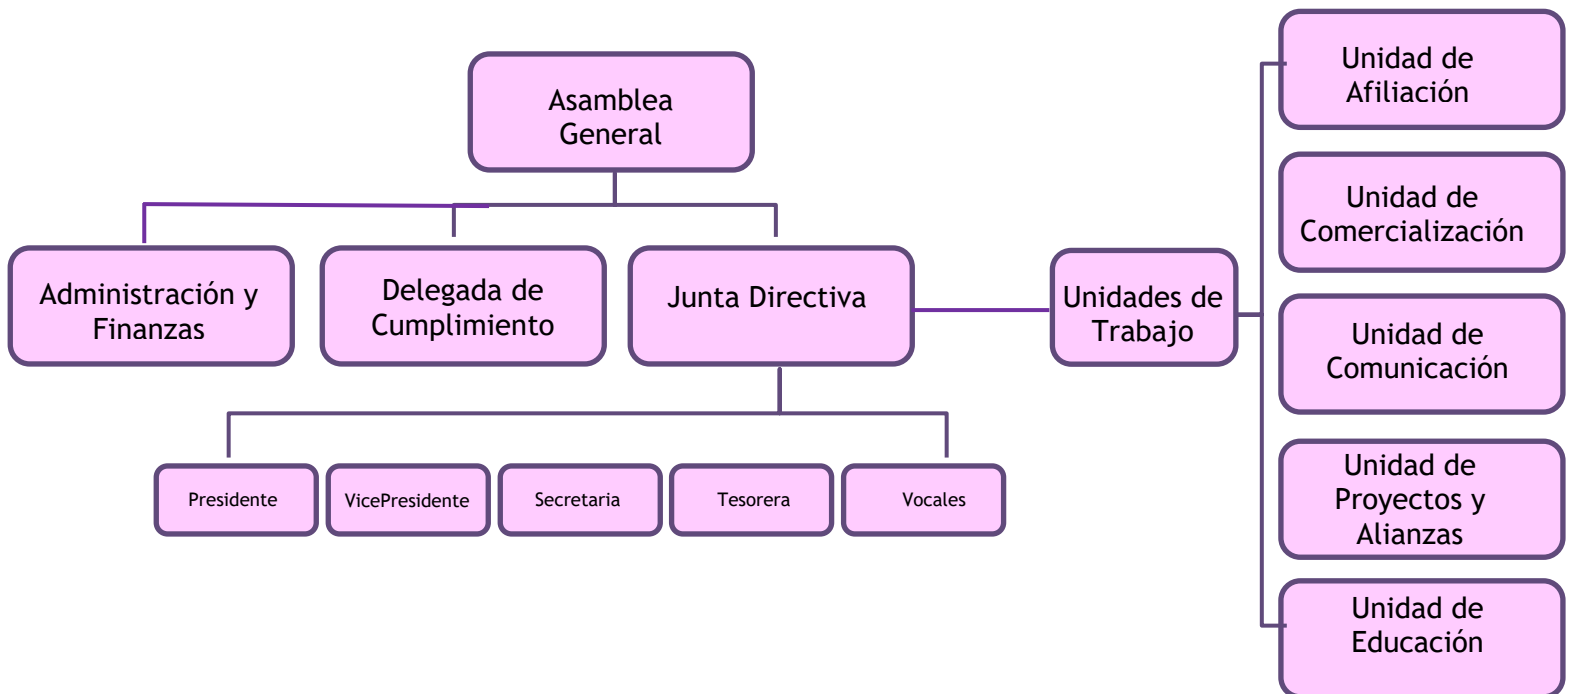 Asamblea
General
Administración y
Finanzas
Delegada de
Cumplimiento
Junta Directiva
Unidades de
Trabajo
Presidente
VicePresidente
Secretaria
Tesorera
Vocales
Unidad de
Afiliación
Unidad de
Comercialización
Unidad de
Comunicación
Unidad de
Proyectos y
Alianzas
Unidad de
Educación